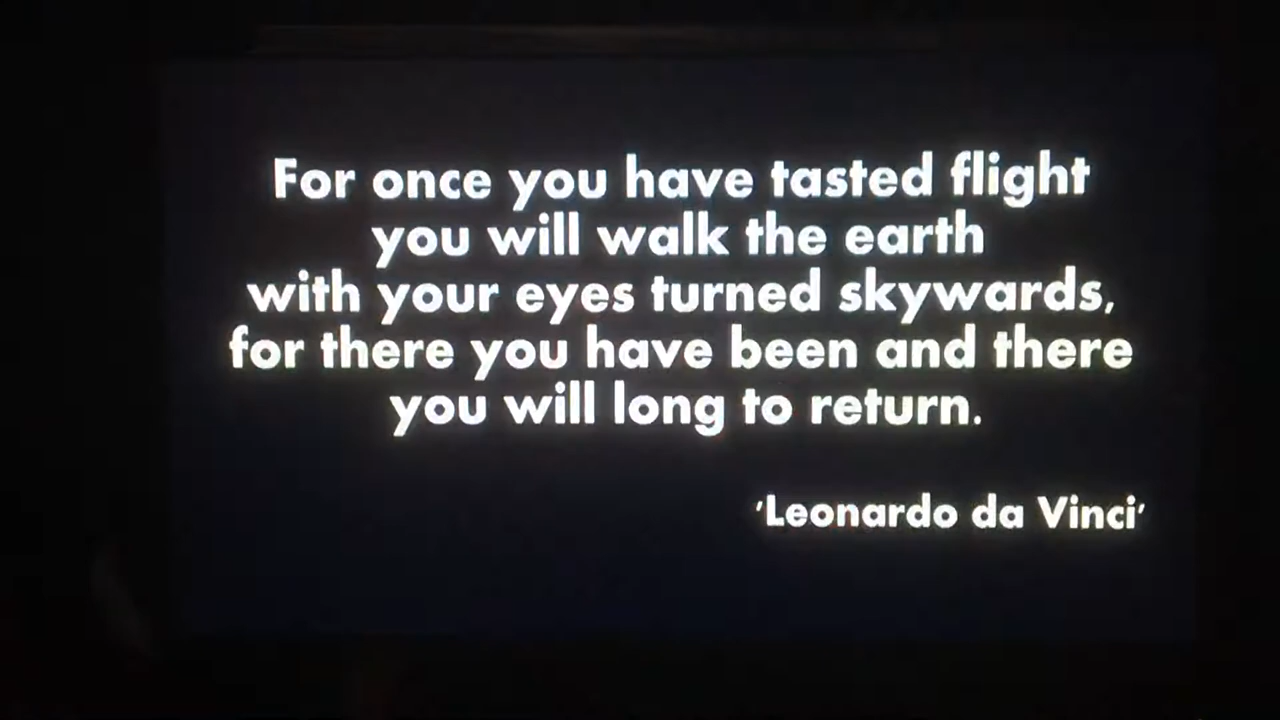 For once you have tasted flight
you will walk the earth
with your eyes turned skywards,
for there you have been and there
you will long to return.
'Leonardo da Vinci'